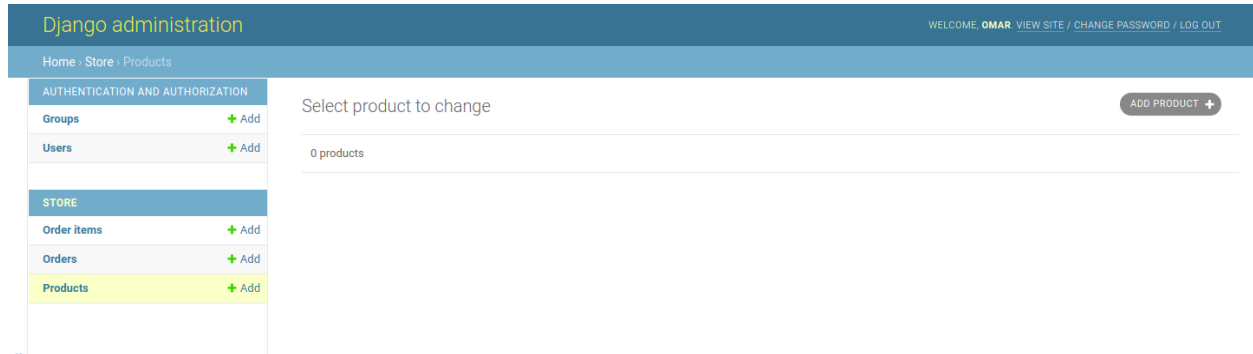 Django administration
WELCOME, OMAR. VIEW SITE / CHANGE PASSWORD / LOG OUT
Home › Store › Products
AUTHENTICATION AND AUTHORIZATION
Groups + Add
Users + Add
STORE
Order items + Add
Orders + Add
Products + Add
Select product to change
ADD PRODUCT +
0 products